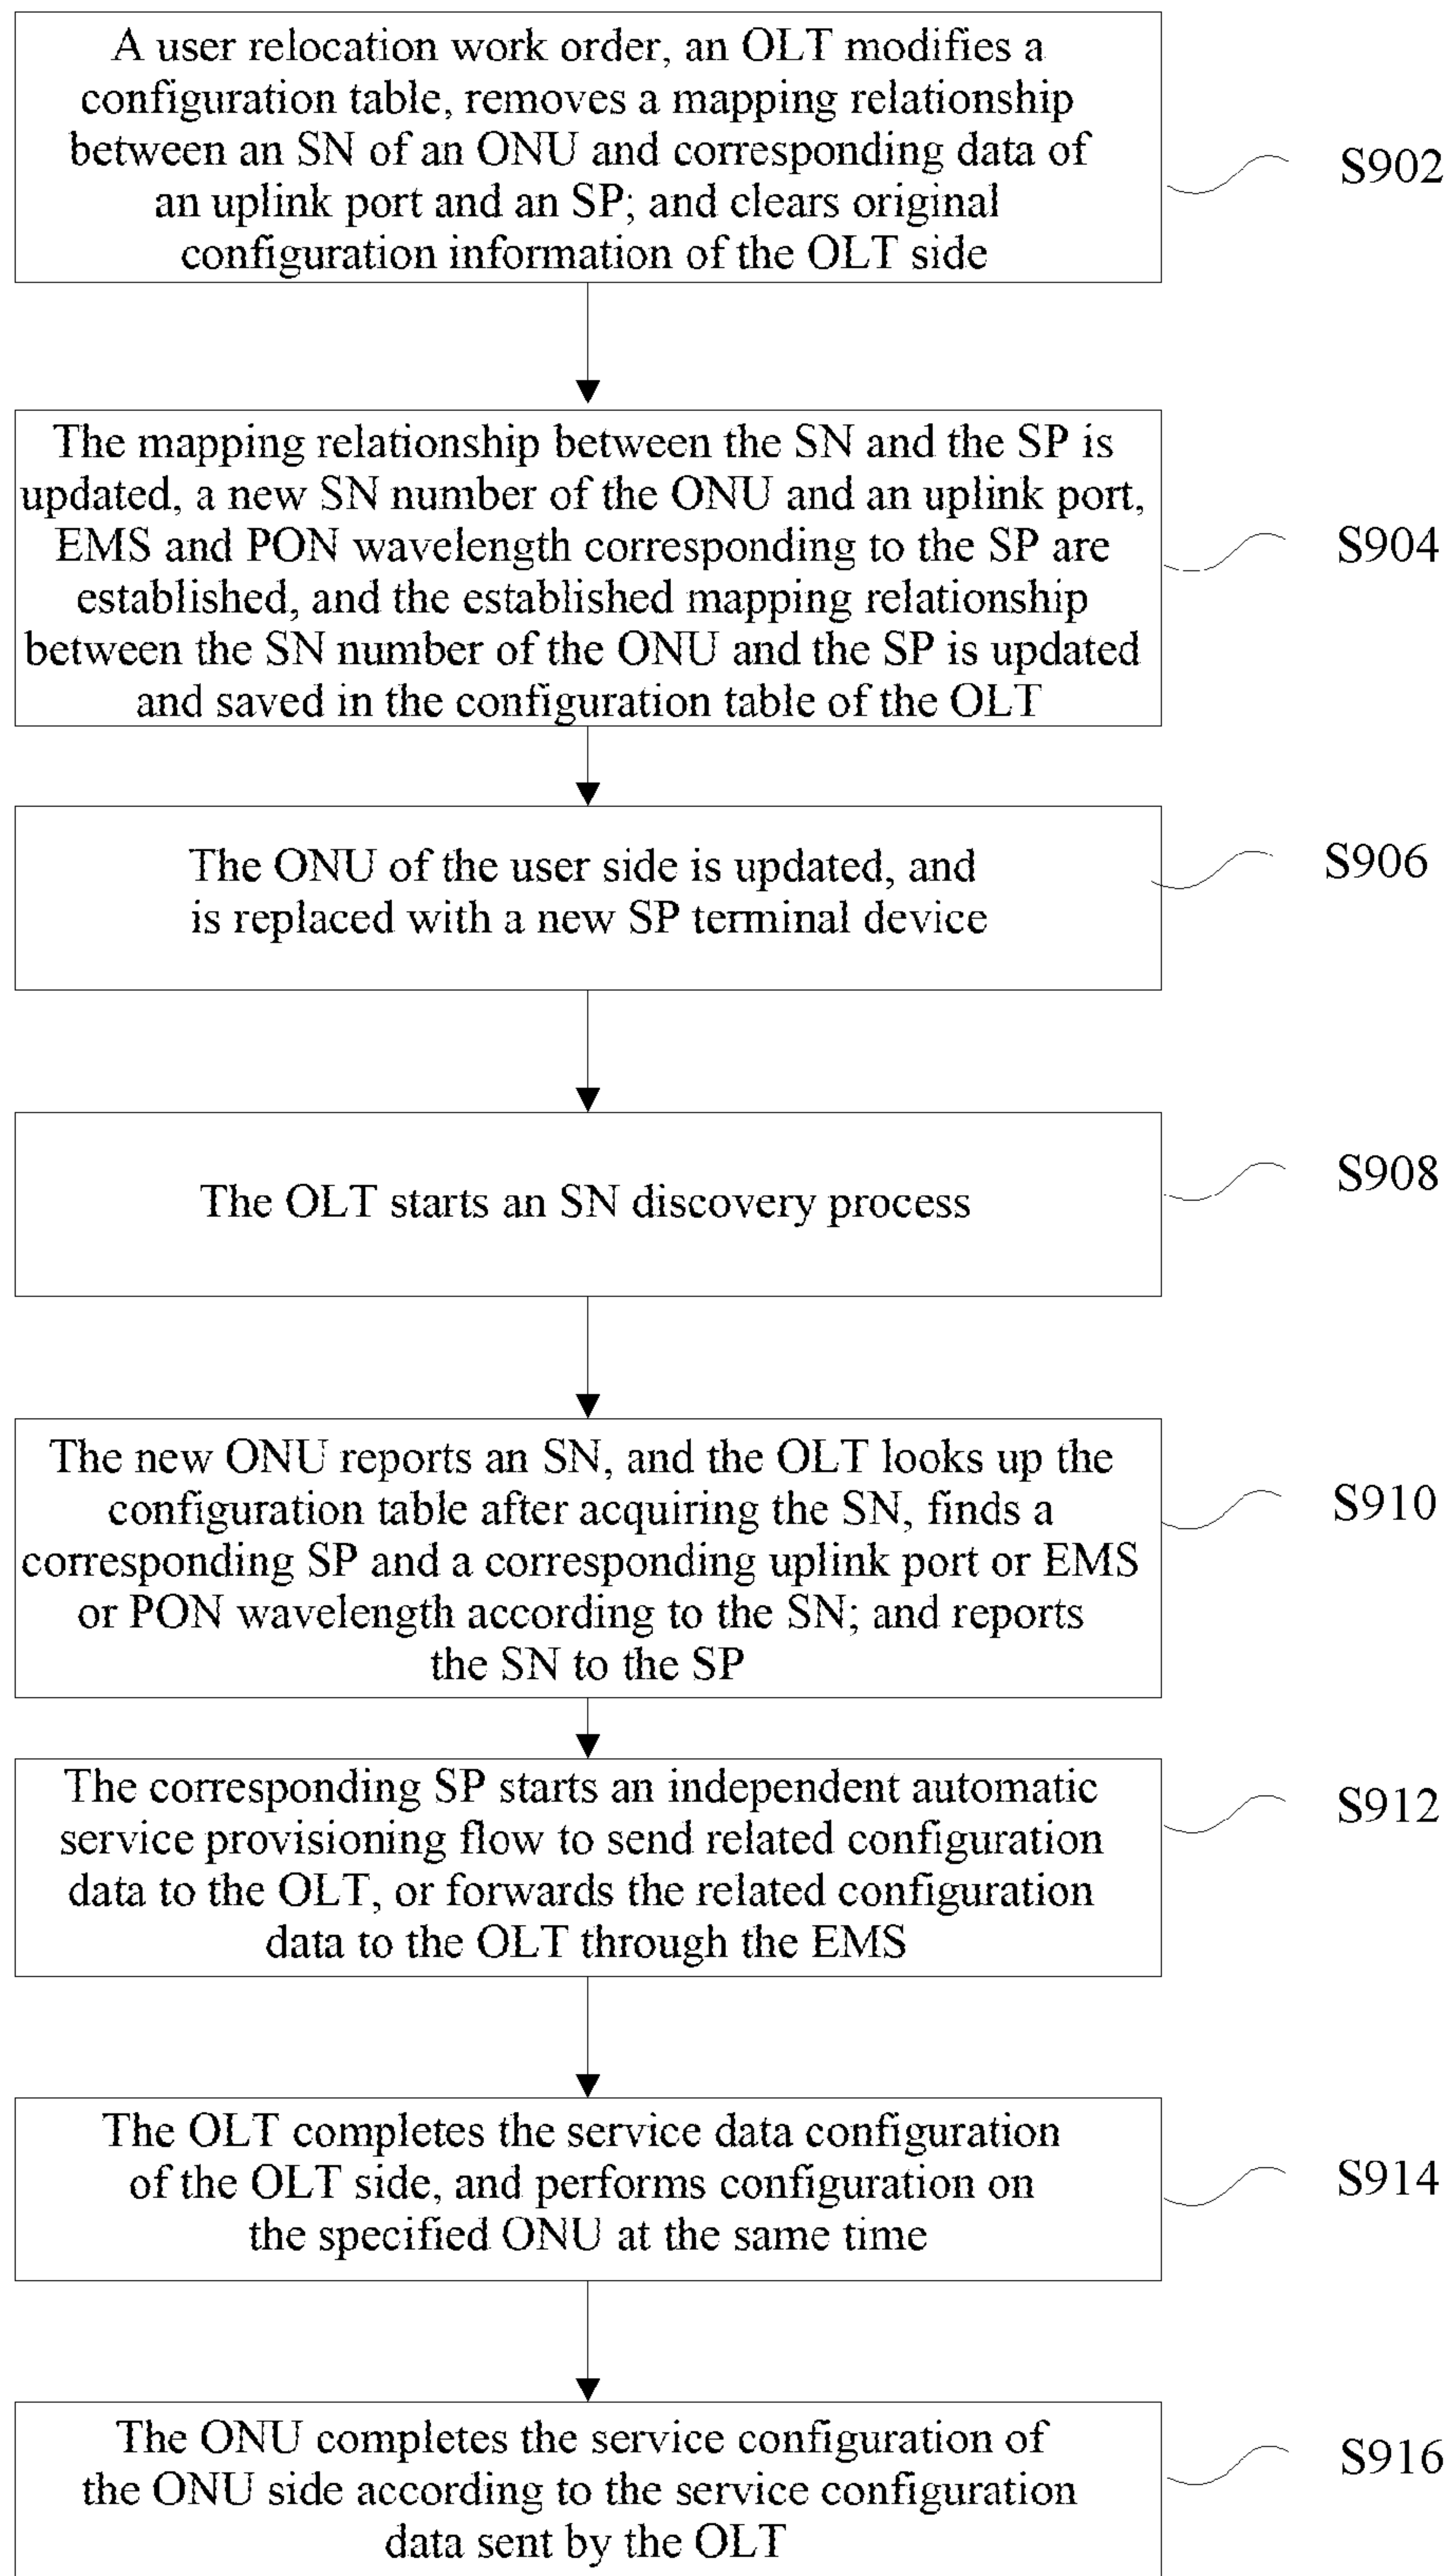 A user relocation work order, an OLT modifies a
configuration table, removes a mapping relationship
between an SN of an ONU and corresponding data of
an uplink port and an SP; and clears original
configuration information of the OLT side
S902
The mapping relationship between the SN and the SP is
updated, a new SN number of the ONU and an uplink port,
EMS and PON wavelength corresponding to the SP are
established, and the established mapping relationship
between the SN number of the ONU and the SP is updated
and saved in the configuration table of the OLT
S904
The ONU of the user side is updated, and
is replaced with a new SP terminal device
S906
The OLT starts an SN discovery process
S908
The new ONU reports an SN, and the OLT looks up the
configuration table after acquiring the SN, finds a
corresponding SP and a corresponding uplink port or EMS
or PON wavelength according to the SN; and reports
the SN to the SP
S910
The corresponding SP starts an independent automatic
service provisioning flow to send related configuration
data to the OLT, or forwards the related configuration
data to the OLT through the EMS
S912
The OLT completes the service data configuration
of the OLT side, and performs configuration on
the specified ONU at the same time
S914
The ONU completes the service configuration of
the ONU side according to the service configuration
data sent by the OLT
S916